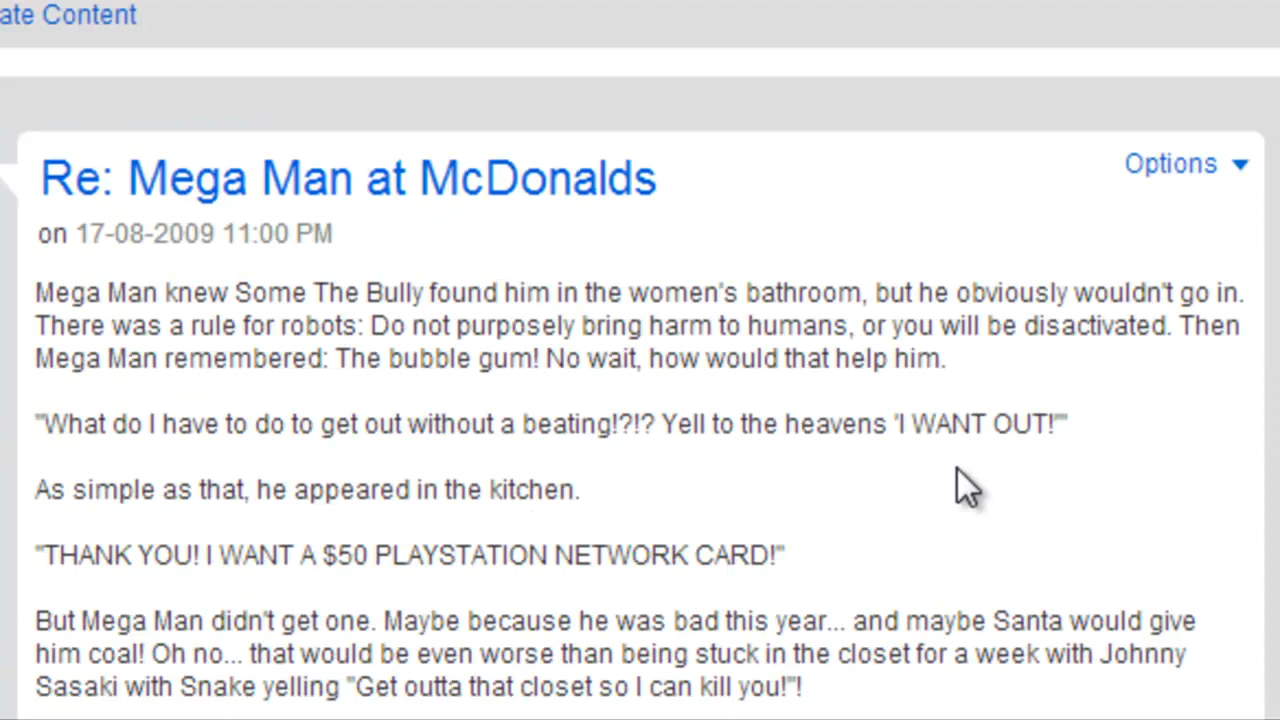 ate Content
Re: Mega Man at McDonalds
Options
on 17-08-2009 11:00 PM
Mega Man knew Some The Bully found him in the women's bathroom, but he obviously wouldn't go in.
There was a rule for robots: Do not purposely bring harm to humans, or you will be disactivated. Then
Mega Man remembered: The bubble gum! No wait, how would that help him.
"What do I have to do to get out without a beating!?!? Yell to the heavens 'I WANT OUT!'"
As simple as that, he appeared in the kitchen.
"THANK YOU! I WANT A $50 PLAYSTATION NETWORK CARD!"
But Mega Man didn't get one. Maybe because he was bad this year... and maybe Santa would give
him coal! Oh no... that would be even worse than being stuck in the closet for a week with Johnny
Sasaki with Snake yelling "Get outta that closet so I can kill you!"!